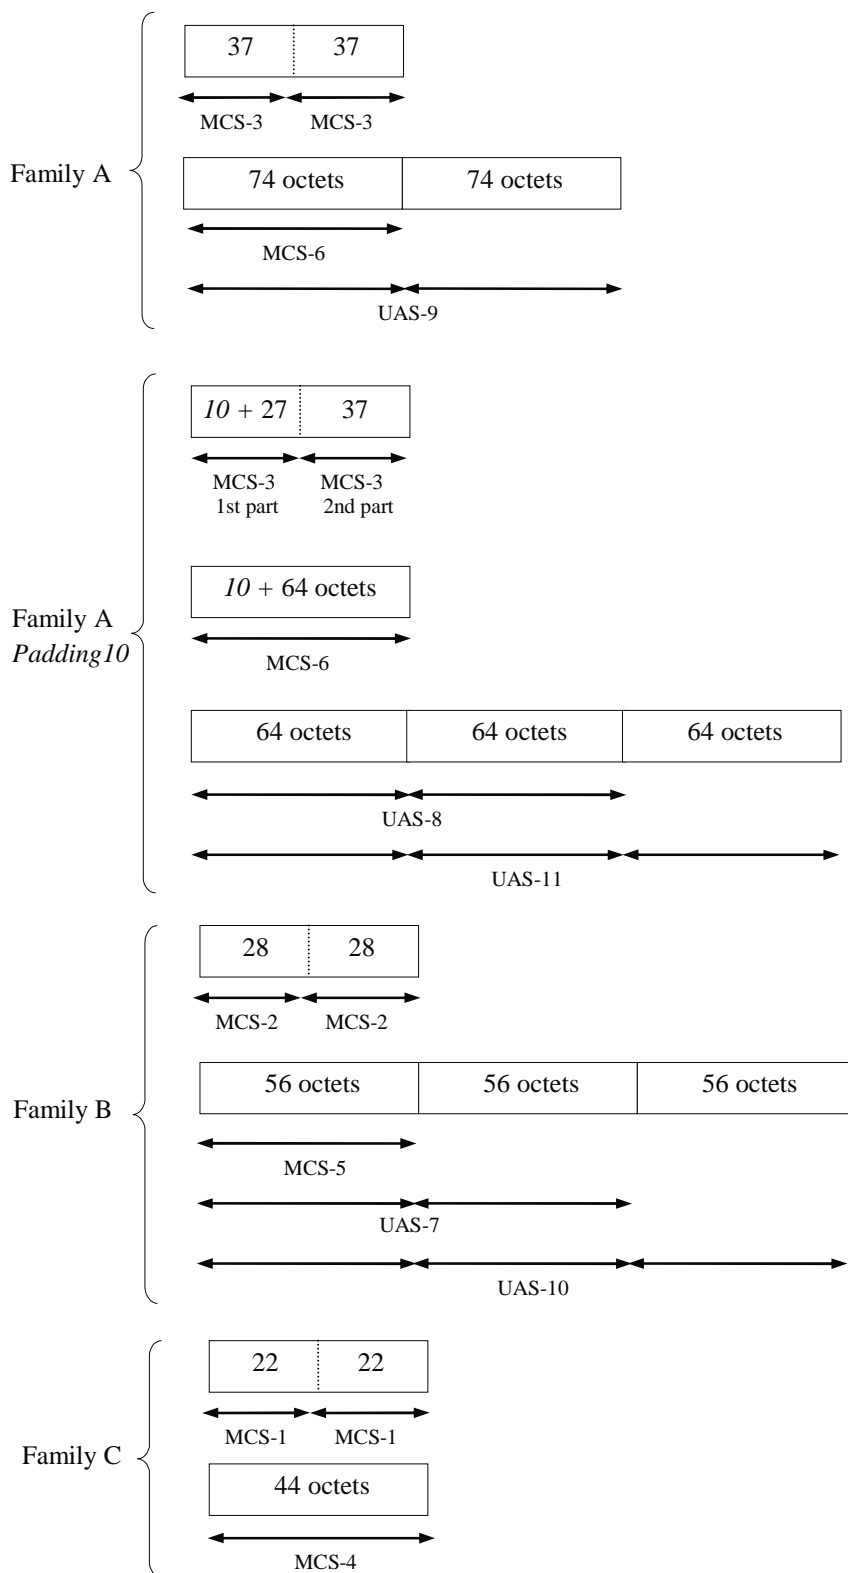 37 37
MCS-3 MCS-3
Family A
74 octets 74 octets
MCS-6
UAS-9
10 + 27 37
MCS-3 MCS-3
1st part 2nd part
10 + 64 octets
Family A
Padding10
MCS-6
64 octets 64 octets 64 octets
UAS-8
UAS-11
28 28
MCS-2 MCS-2
56 octets 56 octets 56 octets
Family B
MCS-5
UAS-7
UAS-10
22 22
MCS-1 MCS-1
Family C
44 octets
MCS-4